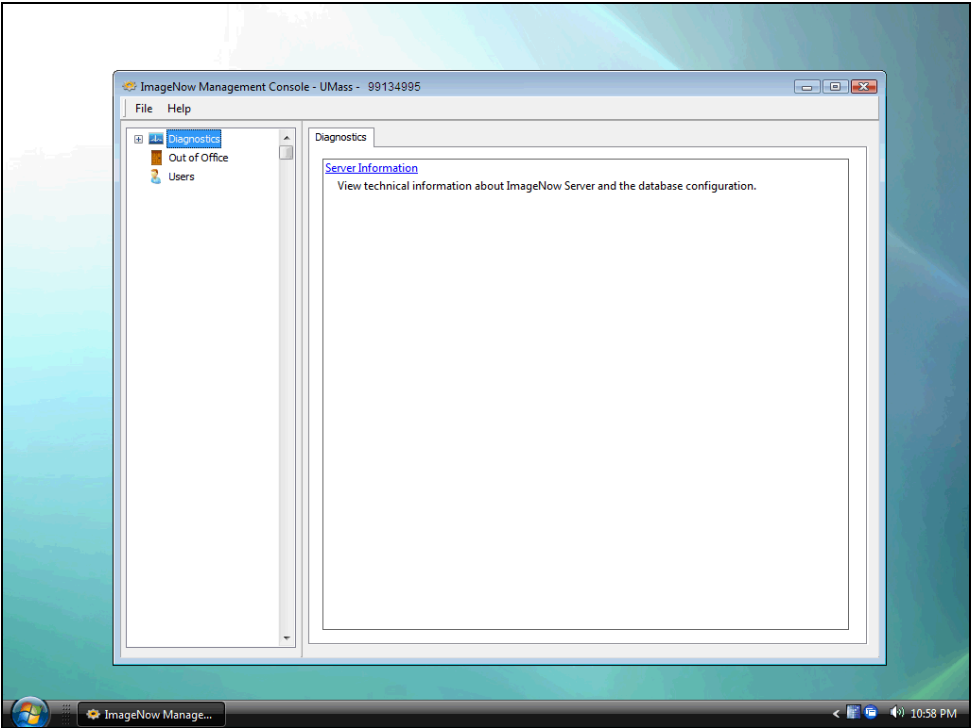 ImageNow Management Console - UMass - 99134995
File Help
Diagnostics
Out of Office
Users
Diagnostics
Server Information
View technical information about ImageNow Server and the database configuration.
ImageNow Manage...
10:58 PM